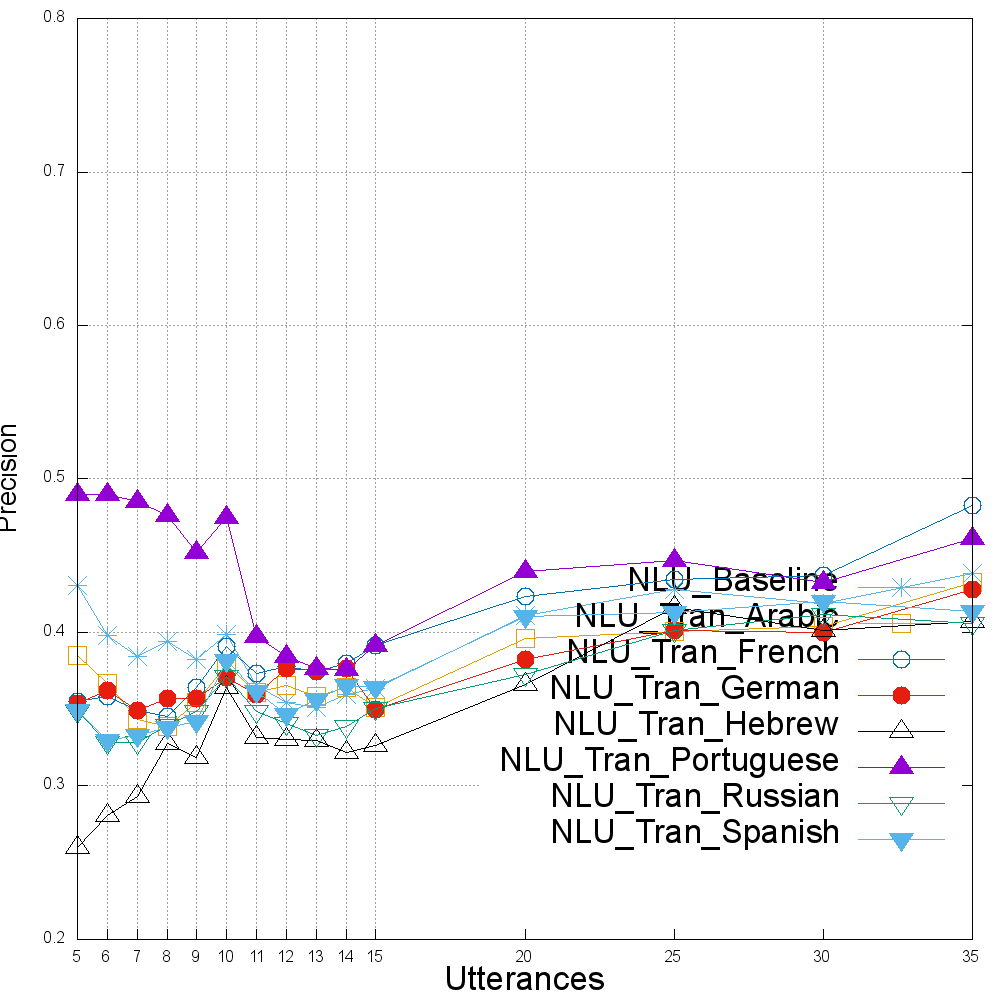 0.8
0.7
0.6
0.5
0.4
0.3
0.2
Precision
NLU_Baseline
NLU_Tran_Arabic
NLU_Tran_French
NLU_Tran_German
NLU_Tran_Hebrew
NLU_Tran_Portuguese
NLU_Tran_Russian
NLU_Tran_Spanish
5 6 7 8 9 10 11 12 13 14 15 20 25 30 35
Utterances